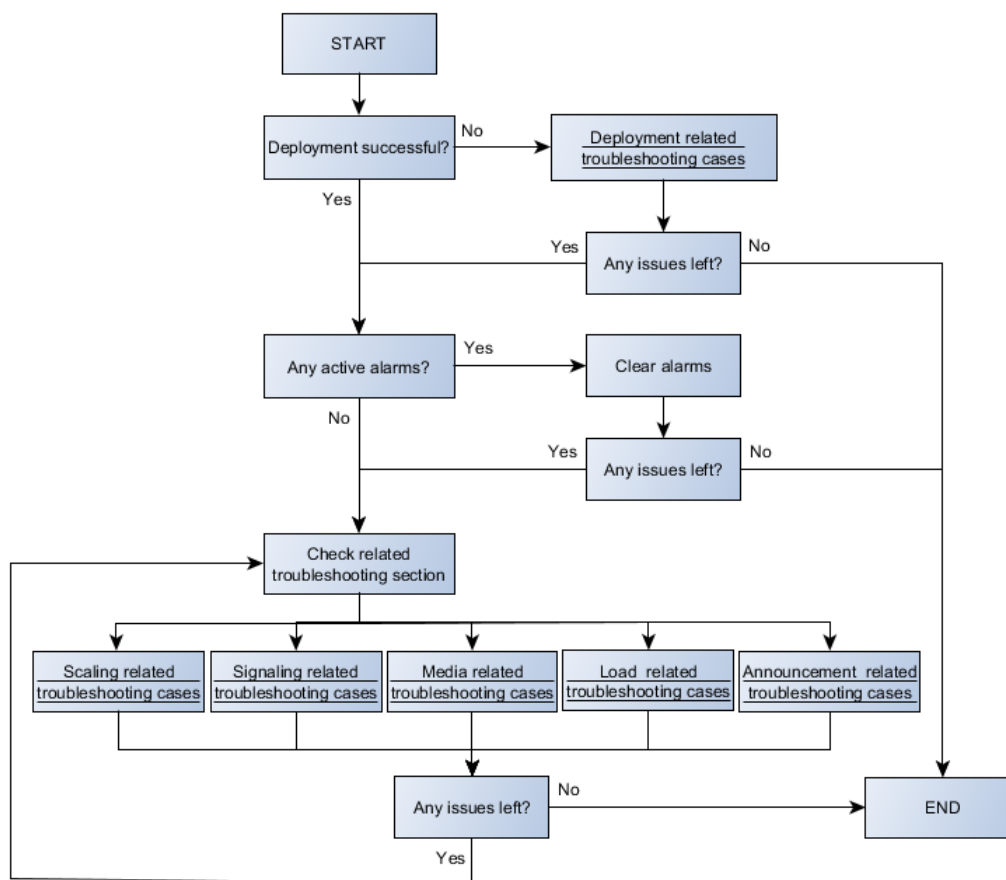 START
Deployment successful?
No
Deployment related
troubleshooting cases
Yes
Yes
Any issues left?
No
Any active alarms?
Yes
Clear alarms
No
Yes
Any issues left?
No
Check related
troubleshooting section
Scaling related
troubleshooting cases
Signaling related
troubleshooting cases
Media related
troubleshooting cases
Load related
troubleshooting cases
Announcement related
troubleshooting cases
Any issues left?
No
END
Yes